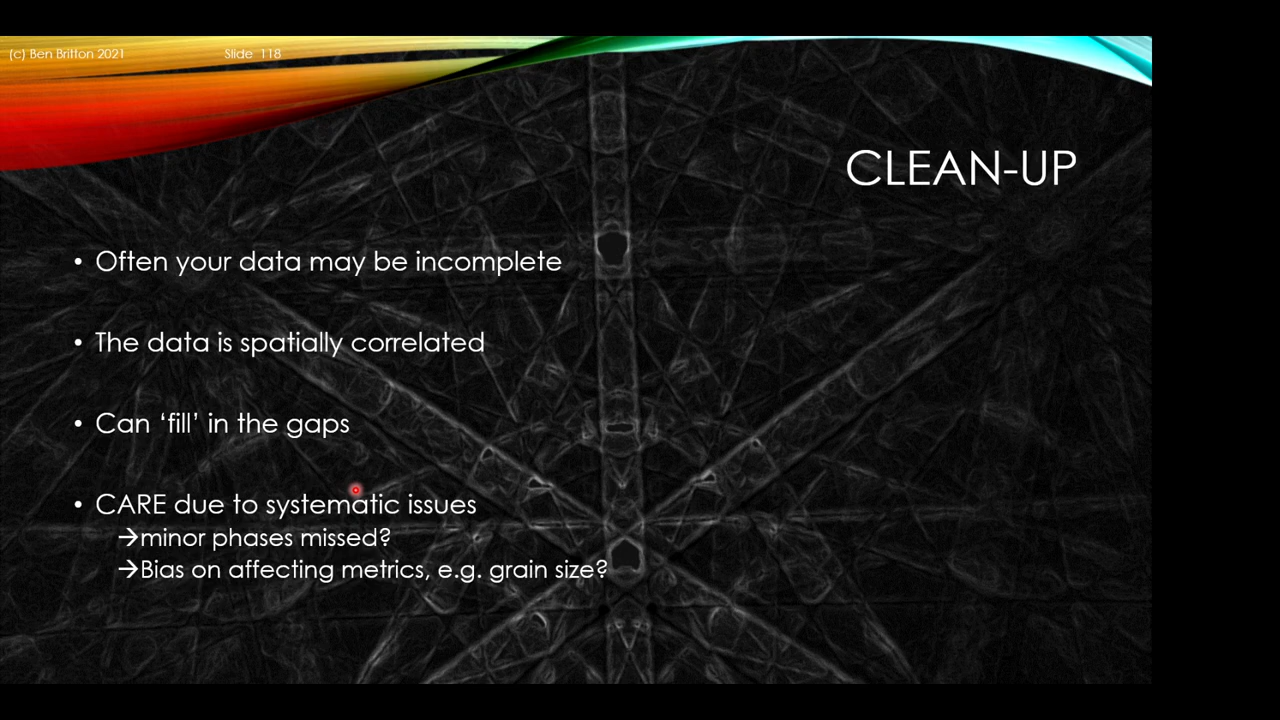 (c) Ben Britton 2021 Slide 118
CLEAN-UP
• Often your data may be incomplete
• The data is spatially correlated
• Can ‘fill’ in the gaps
• CARE due to systematic issues
→minor phases missed?
→Bias on affecting metrics, e.g. grain size?